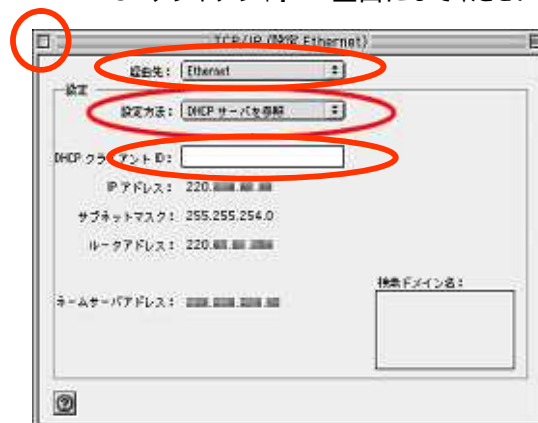 TCP/IP (設定 Ethernet)
経由先： Ethernet
設定
設定方法： DHCP サーバを参照
DHCP クライアント ID：
IP アドレス： 220.
サブネットマスク： 255.255.254.0
ルータアドレス： 220.
検索ドメイン名：
ネームサーバアドレス：
?